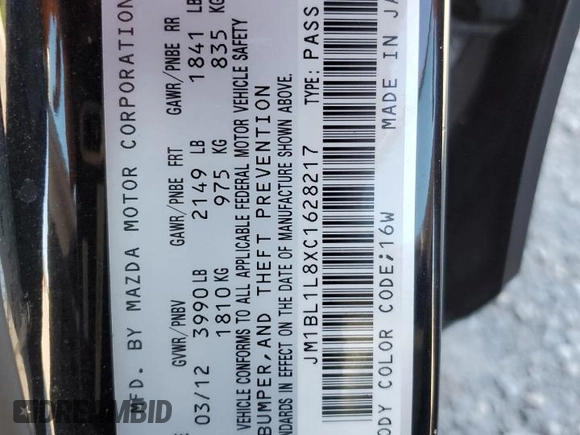 MFD. BY MAZDA MOTOR CORPORATION
GVWR/PNBV GAWR/PNBE FRT GAWR/PNBE RR
03/12 3990 LB 2149 LB 1841 LB
1810 KG 975 KG 835 KG
VEHICLE CONFORMS TO ALL APPLICABLE FEDERAL MOTOR VEHICLE SAFETY
BUMPER, AND THEFT PREVENTION
IN EFFECT ON THE DATE OF MANUFACTURE SHOWN ABOVE.
JM1BL1L8XC1628217 TYPE: PASS
BODY COLOR CODE;16W MADE IN JA
DREAMBID